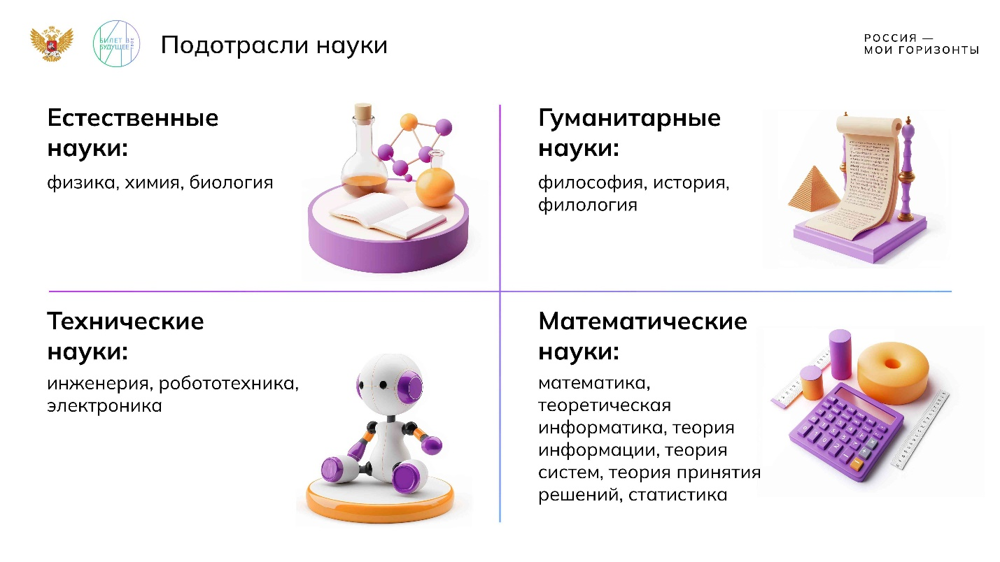 БИЛЕТ В
БУДУЩЕЕ
ТВОЁ
Подотрасли науки
РОССИЯ —
МОИ ГОРИЗОНТЫ
Естественные
науки:
физика, химия, биология
Гуманитарные
науки:
философия, история,
филология
Технические
науки:
инженерия, робототехника,
электроника
Математические
науки:
математика,
теоретическая
информатика, теория
информации, теория
систем, теория принятия
решений, статистика